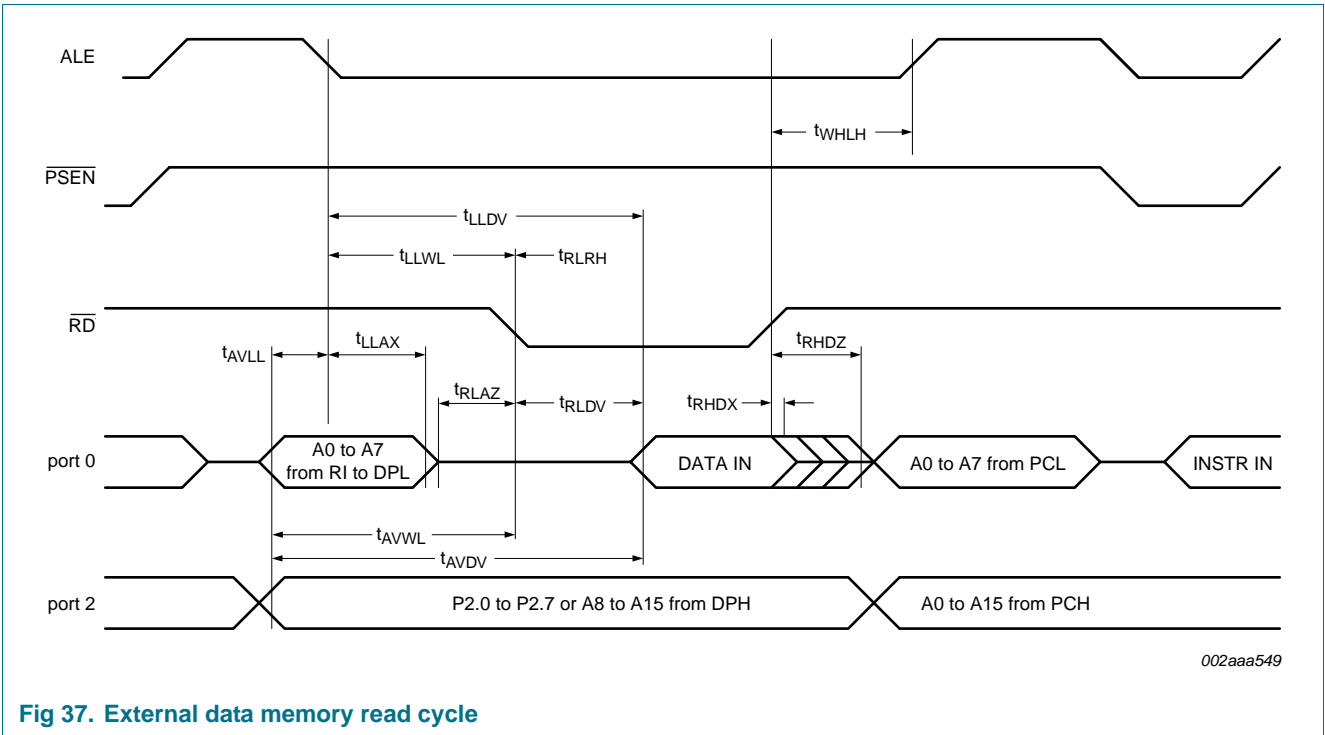 ALE
tWHLH
PSEN
tLLDV
tLLWL
tRLRH
RD
tAVLL
tLLAX
tRHDZ
tRLAZ
tRLDV
tRHDX
port 0
A0 to A7
from RI to DPL
DATA IN
A0 to A7 from PCL
INSTR IN
tAVWL
tAVDV
port 2
P2.0 to P2.7 or A8 to A15 from DPH
A0 to A15 from PCH
002aaa549
Fig 37. External data memory read cycle